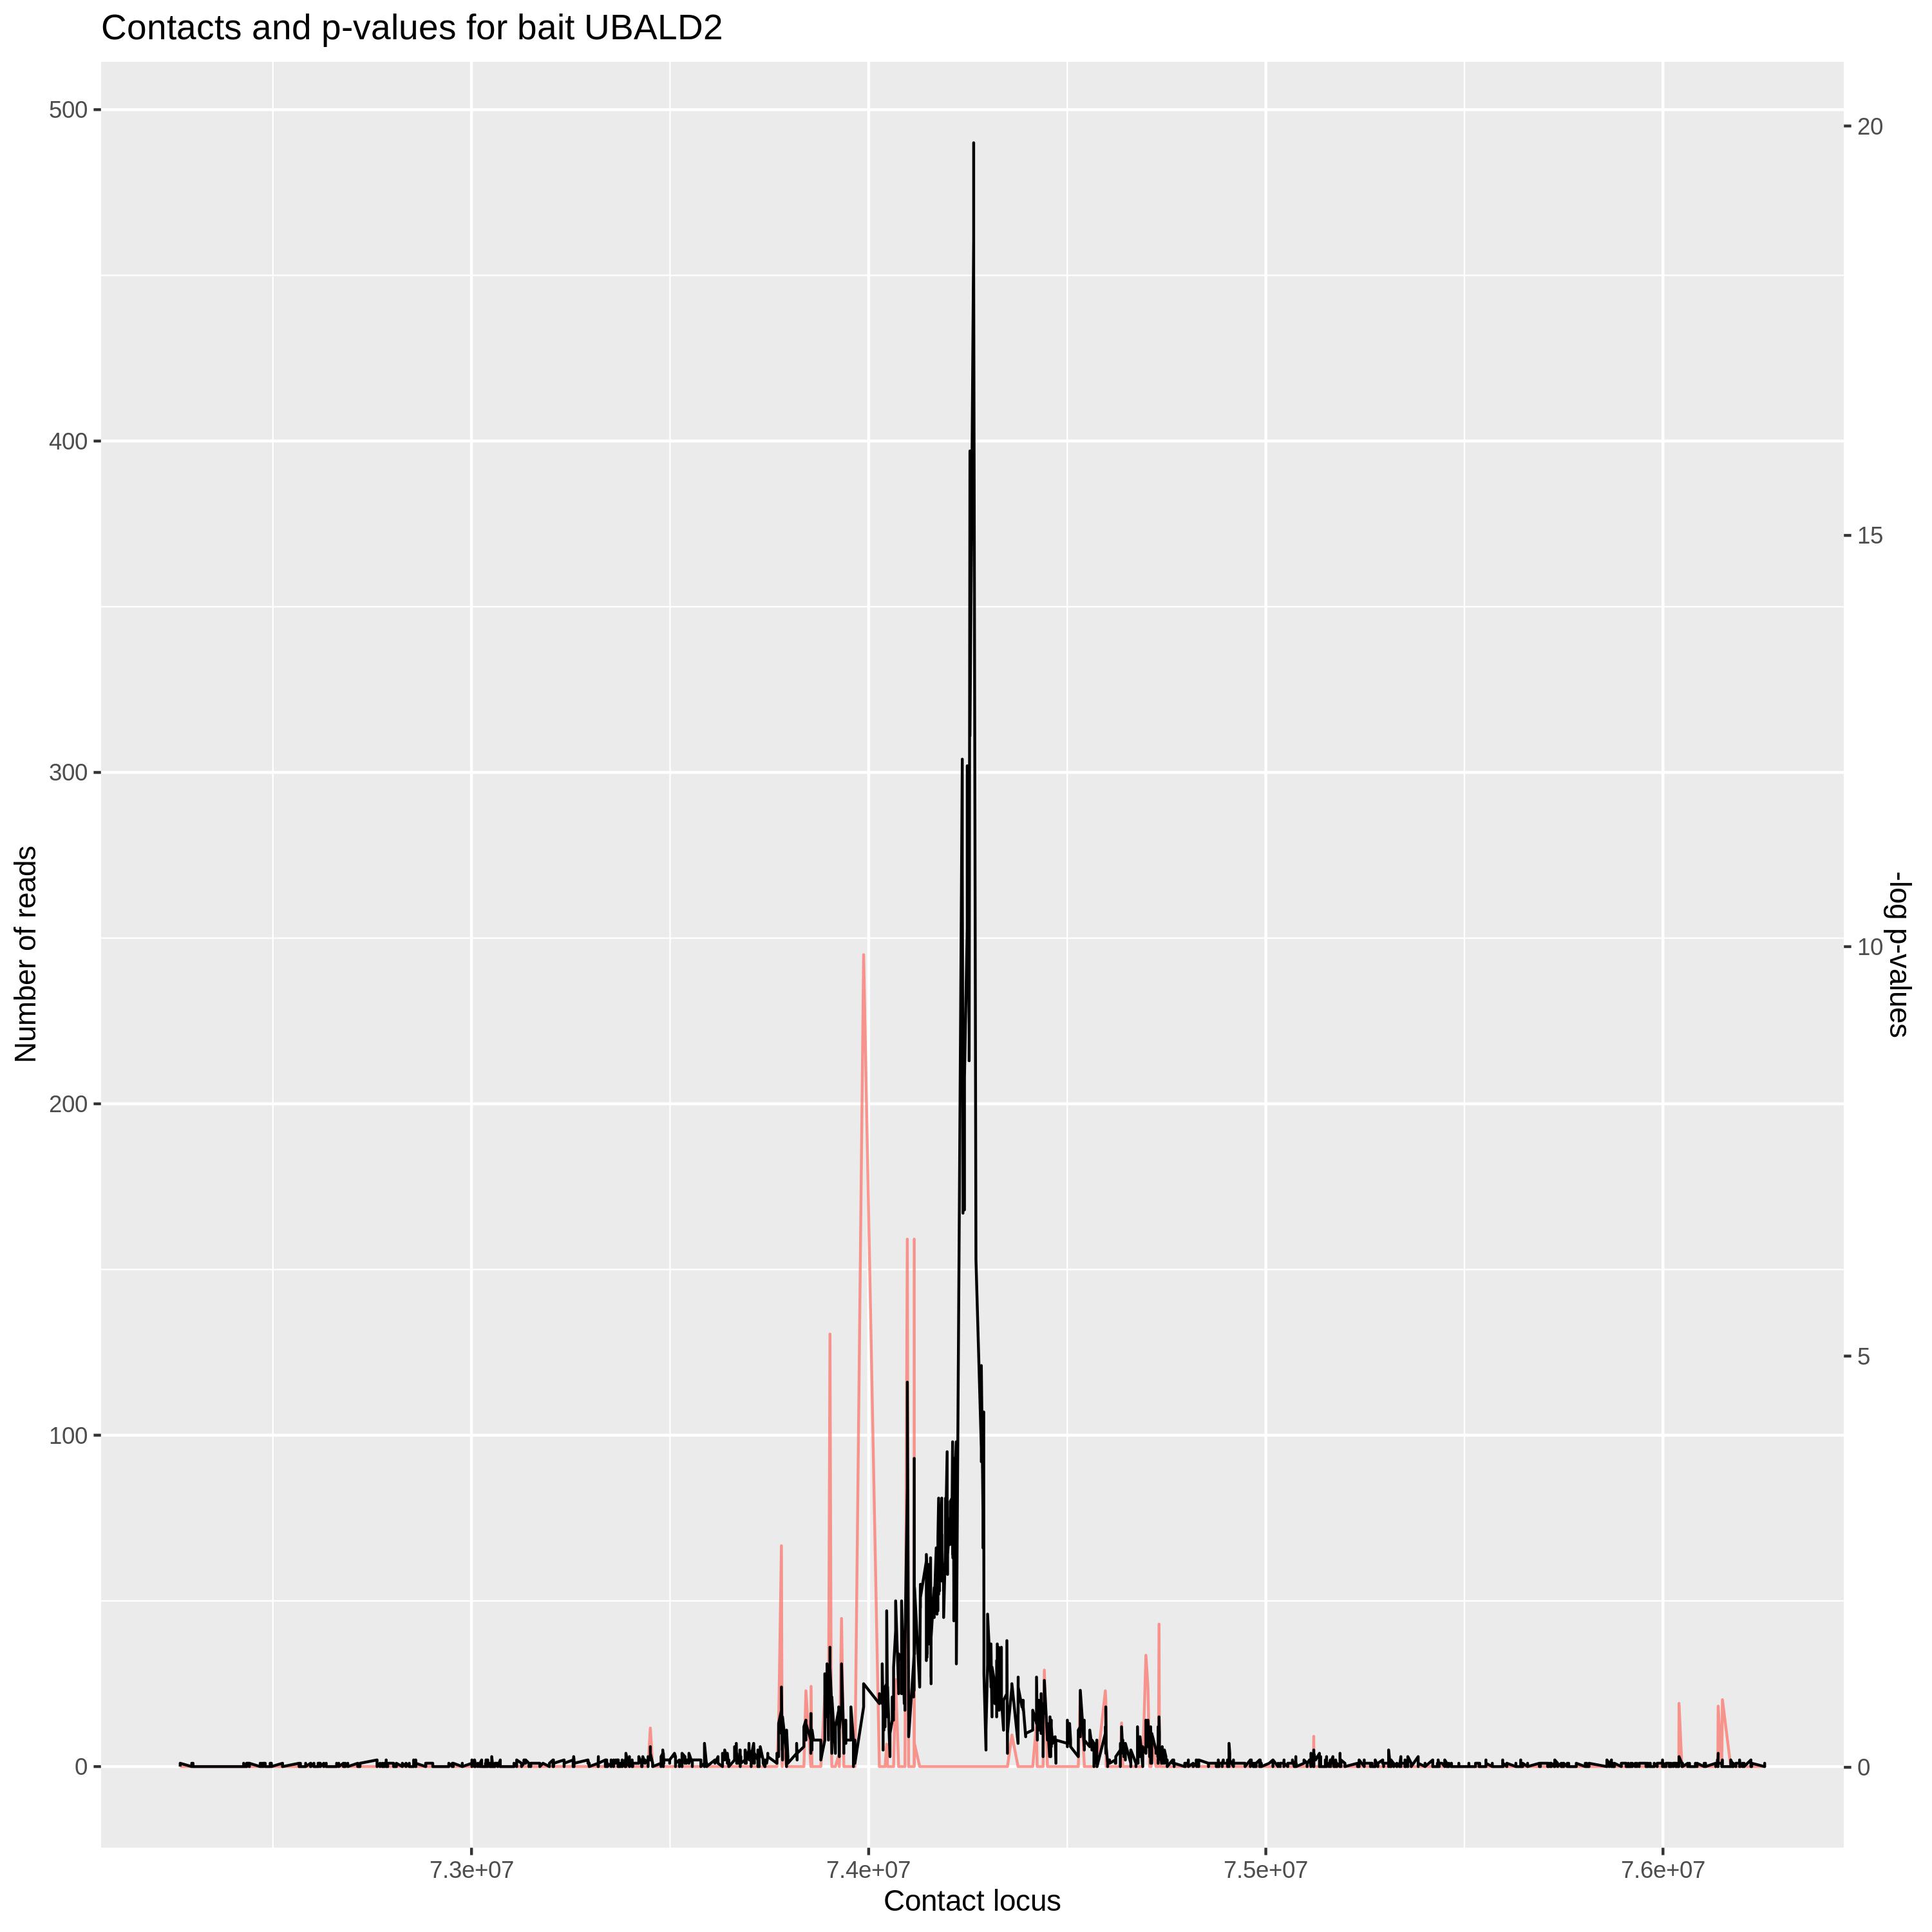 Contacts and p-values for bait UBALD2
500
400
300
200
100
0
Number of reads
20
15
10
5
0
-log p-values
7.3e+07
7.4e+07
7.5e+07
7.6e+07
Contact locus